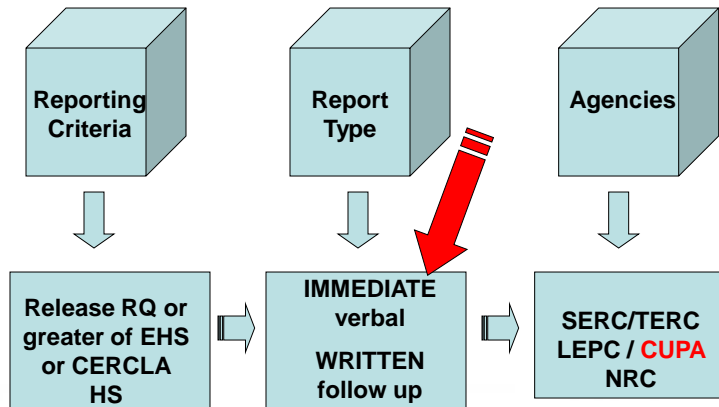 Reporting
Criteria
Report
Type
Agencies
Release RQ or
greater of EHS
or CERCLA
HS
IMMEDIATE
verbal
WRITTEN
follow up
SERC/TERC
LEPC / CUPA
NRC